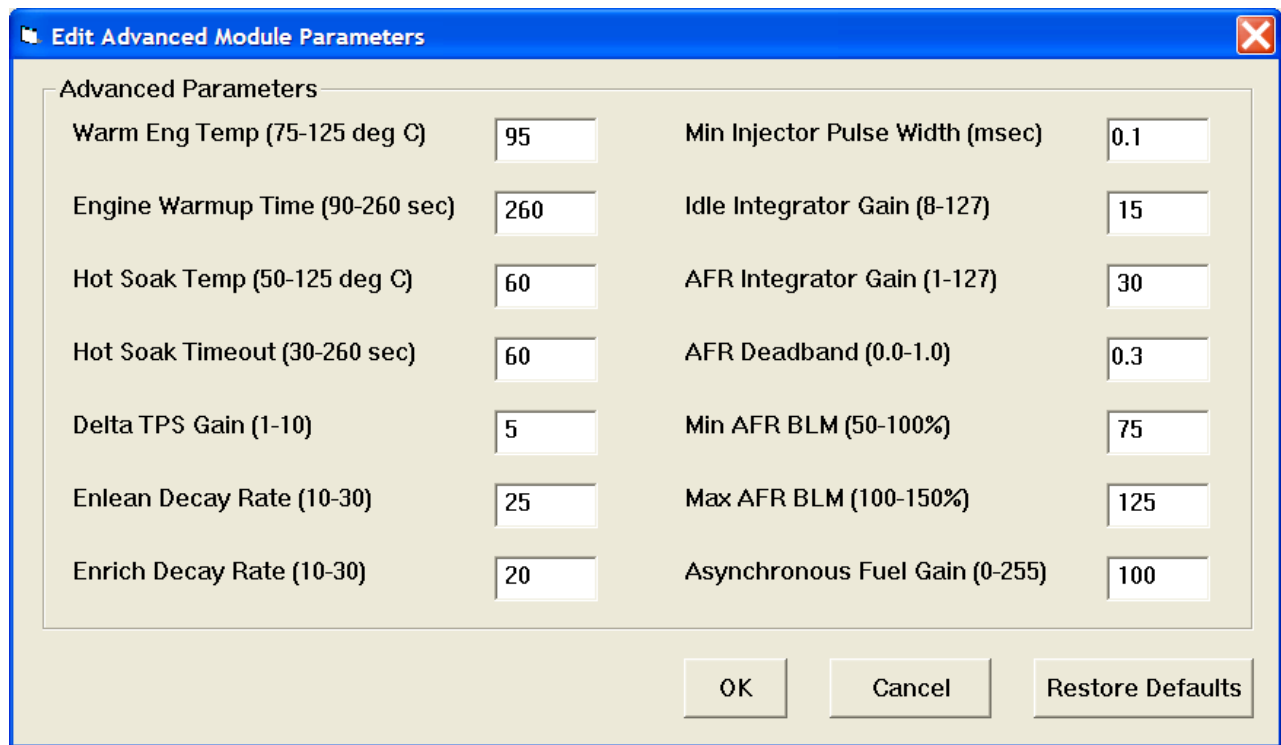 Edit Advanced Module Parameters
Advanced Parameters
Warm Eng Temp (75-125 deg C) 95
Engine Warmup Time (90-260 sec) 260
Hot Soak Temp (50-125 deg C) 60
Hot Soak Timeout (30-260 sec) 60
Delta TPS Gain (1-10) 5
Enlean Decay Rate (10-30) 25
Enrich Decay Rate (10-30) 20
Min Injector Pulse Width (msec) 0.1
Idle Integrator Gain (8-127) 15
AFR Integrator Gain (1-127) 30
AFR Deadband (0.0-1.0) 0.3
Min AFR BLM (50-100%) 75
Max AFR BLM (100-150%) 125
Asynchronous Fuel Gain (0-255) 100
OK Cancel Restore Defaults